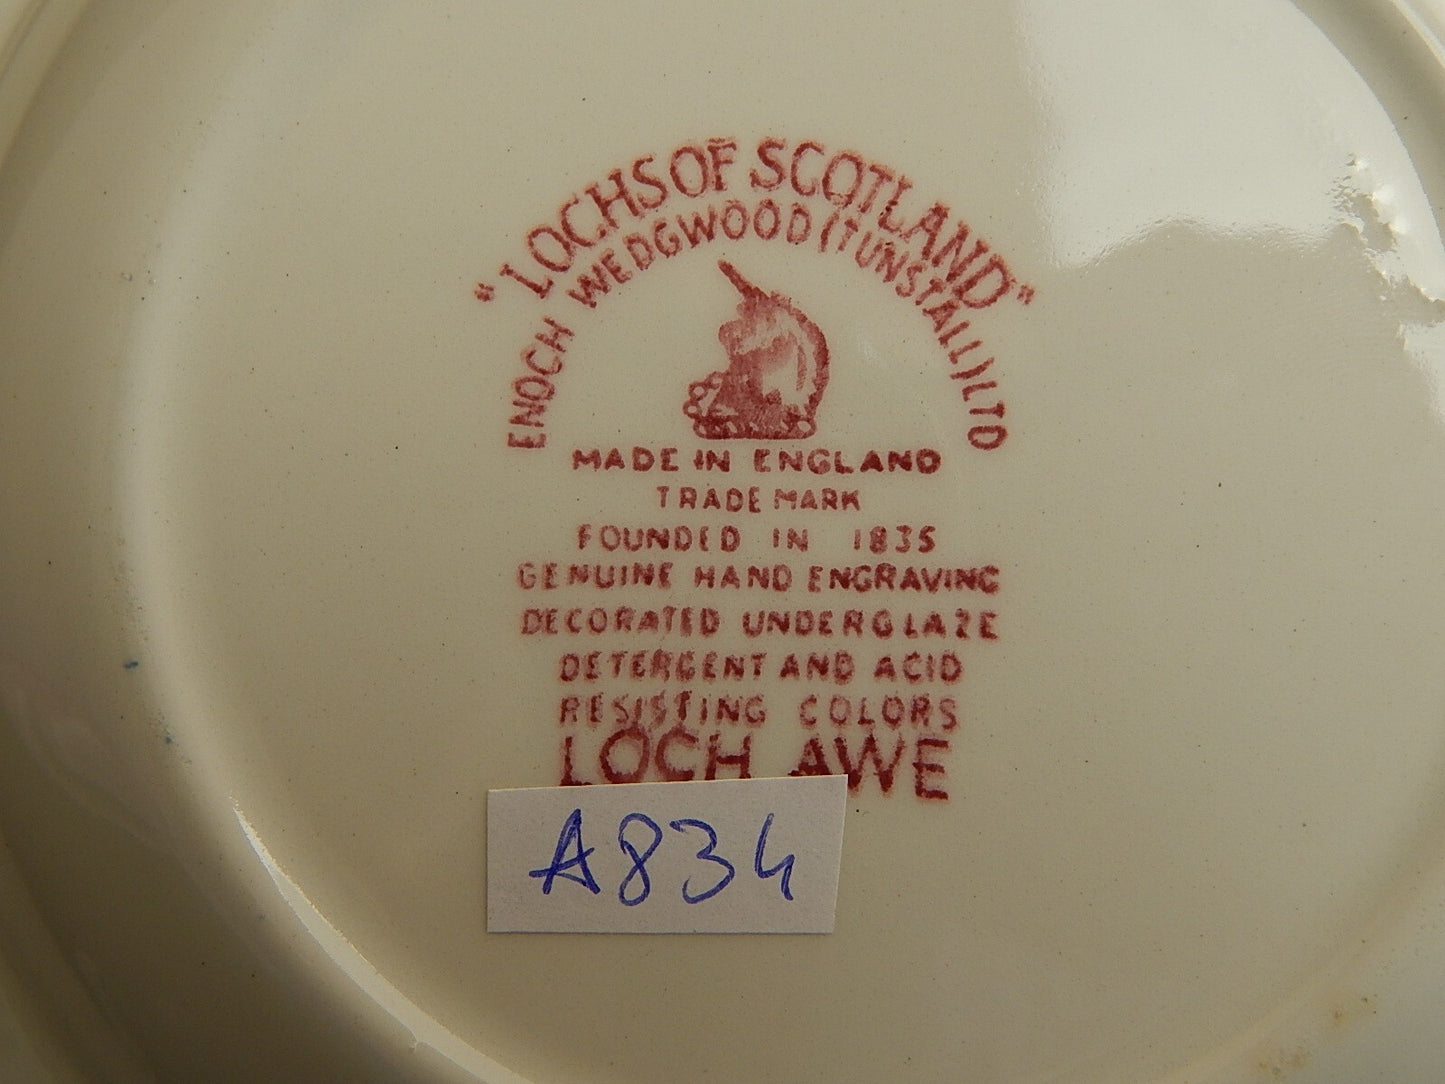 "LOCHS OF SCOTLAND"
ENOCH WEDGWOOD (TUNSTALL) LTD
MADE IN ENGLAND
TRADE MARK
FOUNDED IN 1835
GENUINE HAND ENGRAVING
DECORATED UNDERGLAZE
DETERGENT AND ACID
RESISTING COLORS
LOCH AWE
A834